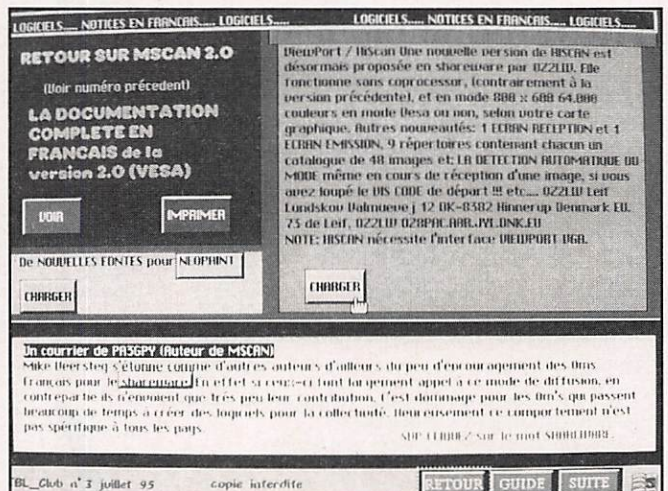 LOGICIELS..... NOTICES EN FRANCAIS..... LOGICIELS..... LOGICIELS..... NOTICES EN FRANCAIS..... LOGICIELS.....
RETOUR SUR MSCAN 2.0
(Voir numéro précedent)
LA DOCUMENTATION
COMPLETE EN
FRANCAIS de la
version 2.0 (VESA)
VOIR
IMPRIMER
De NOUVELLES FONTES pour NEOPAINT
CHARGER
ViewPort / HiScan Une nouvelle version de HISCAN est
désormais proposée en shareware par OZ2LW. Elle
fonctionne sans coprocessor, (contrairement à la
version précédente), et en mode 800 x 600 64.000
couleurs en mode Vesa ou non, selon votre carte
graphique. Autres nouveautés: 1 ECRAN RECEPTION et 1
ECRAN EMISSION, 9 répertoires contenant chacun un
catalogue de 48 images et: LA DETECTION AUTOMATIQUE DU
MODE même en cours de réception d'une image, si vous
avez loupé le VIS CODE de départ !!! etc..... OZ2LW Leif
Lundskov Valmuevej 12 DK-8382 Hinnerup Denmark EU.
73 de Leif, OZ2LW
NOTE: HISCAN nécessite l'interface VIEWPORT VGA.
CHARGER
Un courrier de PA3GPY (Auteur de MSCAN)
Mike Versteeg s'étonne comme d'autres auteurs d'ailleurs du peu d'encouragement des Oms
français pour le shareware. En effet si ceux-ci font largement appel à ce mode de diffusion, en
contrepartie ils n'envoient que très peu leur contribution. C'est dommage pour les Om's qui passent
beaucoup de temps à créer des logiciels pour la collectivité. Heureusement ce comportement n'est
pas spécifique à tous les pays.
CLIQUEZ sur le mot SHAREWARE.
BL_Club n° 3 juillet 95 copie interdite RETOUR GUIDE SUITE